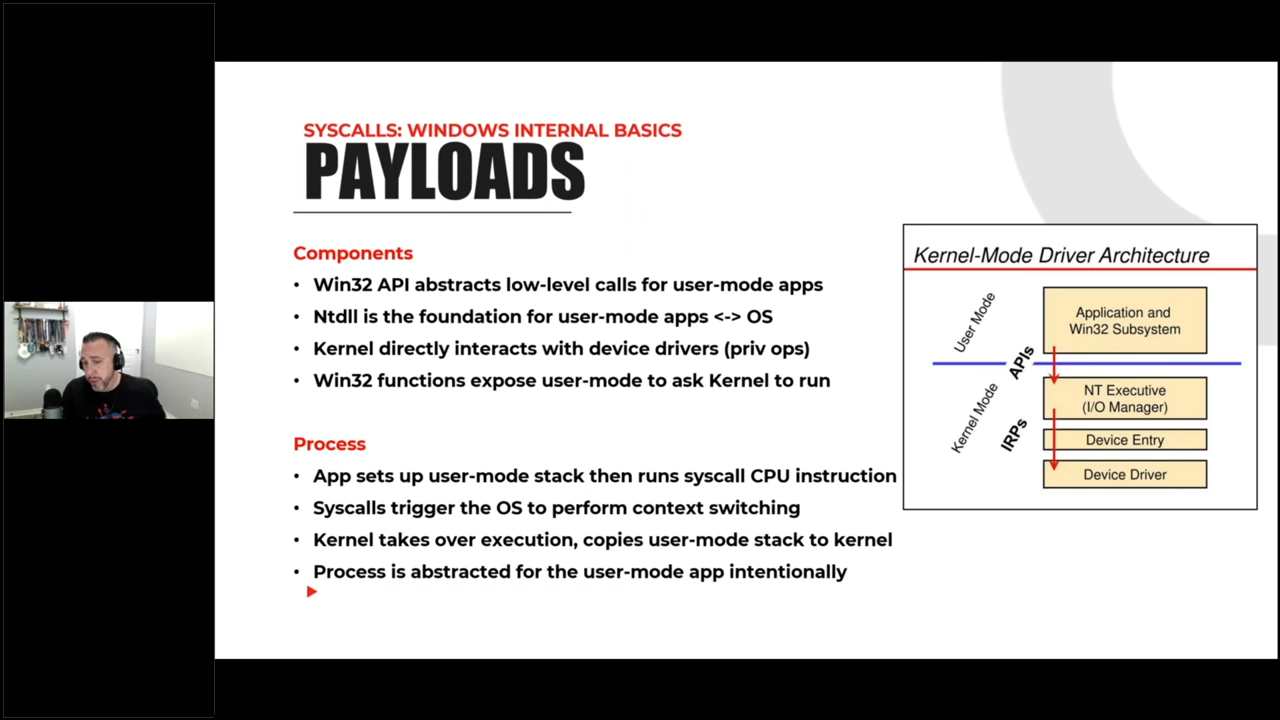 SYSCALLS: WINDOWS INTERNAL BASICS
PAYLOADS
Components
• Win32 API abstracts low-level calls for user-mode apps
• Ntdll is the foundation for user-mode apps <-> OS
• Kernel directly interacts with device drivers (priv ops)
• Win32 functions expose user-mode to ask Kernel to run
Process
• App sets up user-mode stack then runs syscall CPU instruction
• Syscalls trigger the OS to perform context switching
• Kernel takes over execution, copies user-mode stack to kernel
• Process is abstracted for the user-mode app intentionally
Kernel-Mode Driver Architecture
User Mode
Application and
Win32 Subsystem
APIs
Kernel Mode
NT Executive
(I/O Manager)
IRPs
Device Entry
Device Driver